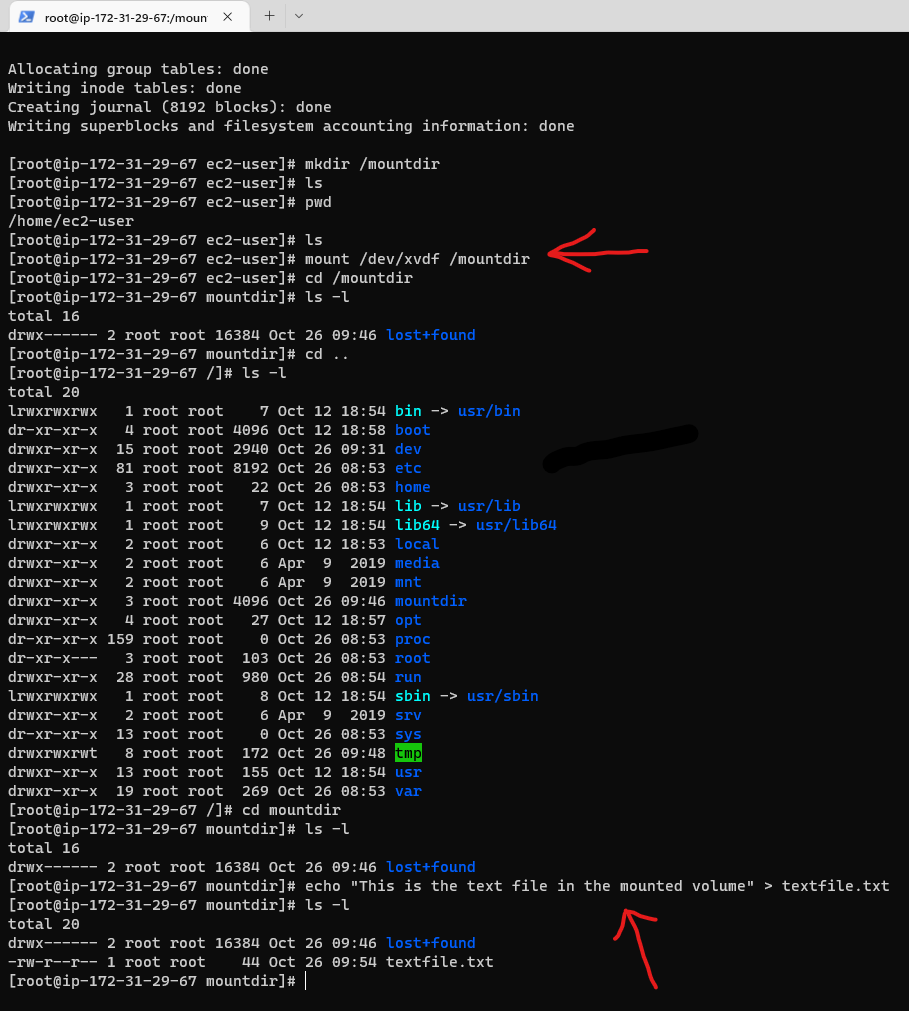 root@ip-172-31-29-67:/moun
Allocating group tables: done
Writing inode tables: done
Creating journal (8192 blocks): done
Writing superblocks and filesystem accounting information: done
[root@ip-172-31-29-67 ec2-user]# mkdir /mountdir
[root@ip-172-31-29-67 ec2-user]# ls
[root@ip-172-31-29-67 ec2-user]# pwd
/home/ec2-user
[root@ip-172-31-29-67 ec2-user]# ls
[root@ip-172-31-29-67 ec2-user]# mount /dev/xvdf /mountdir
[root@ip-172-31-29-67 ec2-user]# cd /mountdir
[root@ip-172-31-29-67 mountdir]# ls -l
total 16
drwx------ 2 root root 16384 Oct 26 09:46 lost+found
[root@ip-172-31-29-67 mountdir]# cd ..
[root@ip-172-31-29-67 /]# ls -l
total 20
lrwxrwxrwx   1 root root    7 Oct 12 18:54 bin -> usr/bin
dr-xr-xr-x   4 root root 4096 Oct 12 18:58 boot
drwxr-xr-x  15 root root 2940 Oct 26 09:31 dev
drwxr-xr-x  81 root root 8192 Oct 26 08:53 etc
drwxr-xr-x   3 root root   22 Oct 26 08:53 home
lrwxrwxrwx   1 root root    7 Oct 12 18:54 lib -> usr/lib
lrwxrwxrwx   1 root root    9 Oct 12 18:54 lib64 -> usr/lib64
drwxr-xr-x   2 root root    6 Oct 12 18:53 local
drwxr-xr-x   2 root root    6 Apr  9  2019 media
drwxr-xr-x   2 root root    6 Apr  9  2019 mnt
drwxr-xr-x   3 root root 4096 Oct 26 09:46 mountdir
drwxr-xr-x   4 root root   27 Oct 12 18:57 opt
dr-xr-xr-x 159 root root    0 Oct 26 08:53 proc
dr-xr-x---   3 root root  103 Oct 26 08:53 root
drwxr-xr-x  28 root root  980 Oct 26 08:54 run
lrwxrwxrwx   1 root root    8 Oct 12 18:54 sbin -> usr/sbin
drwxr-xr-x   2 root root    6 Apr  9  2019 srv
dr-xr-xr-x  13 root root    0 Oct 26 08:53 sys
drwxrwxrwt   8 root root  172 Oct 26 09:48 tmp
drwxr-xr-x  13 root root  155 Oct 12 18:54 usr
drwxr-xr-x  19 root root  269 Oct 26 08:53 var
[root@ip-172-31-29-67 /]# cd mountdir
[root@ip-172-31-29-67 mountdir]# ls -l
total 16
drwx------ 2 root root 16384 Oct 26 09:46 lost+found
[root@ip-172-31-29-67 mountdir]# echo "This is the text file in the mounted volume" > textfile.txt
[root@ip-172-31-29-67 mountdir]# ls -l
total 20
drwx------ 2 root root 16384 Oct 26 09:46 lost+found
-rw-r--r-- 1 root root    44 Oct 26 09:54 textfile.txt
[root@ip-172-31-29-67 mountdir]#